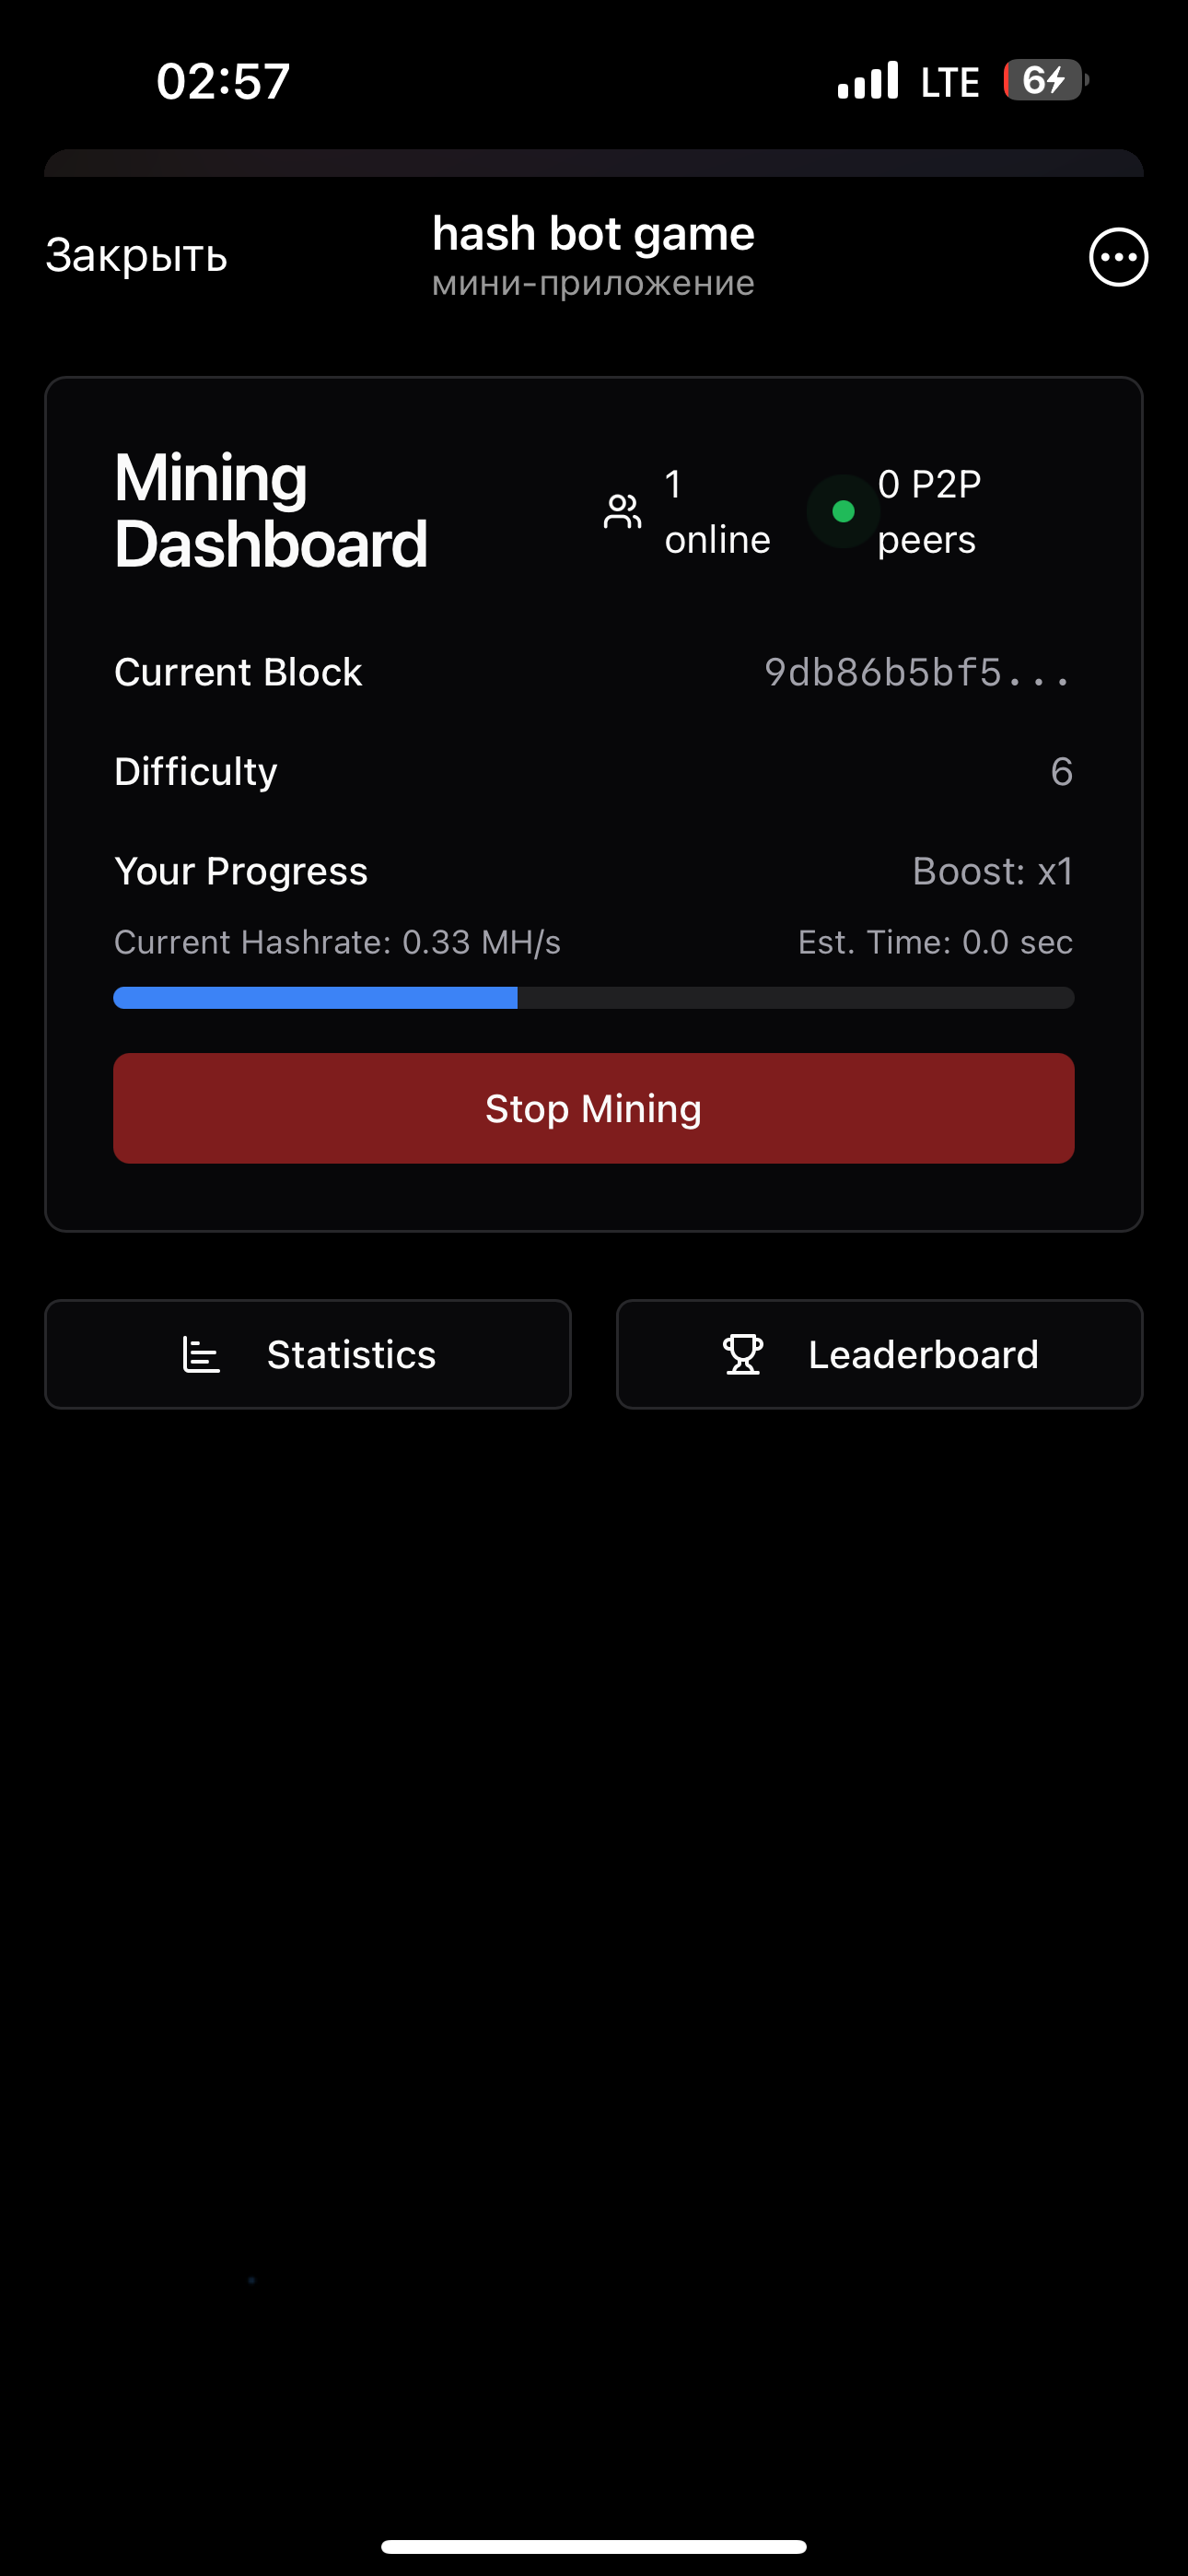 02:57
LTE
6
Закрыть
hash bot game
мини-приложение
Mining
Dashboard
1
online
0 P2P
peers
Current Block
9db86b5bf5...
Difficulty
6
Your Progress
Boost: x1
Current Hashrate: 0.33 MH/s
Est. Time: 0.0 sec
Stop Mining
Statistics
Leaderboard